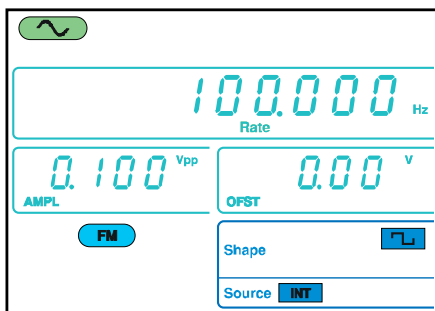 100.000 Hz
Rate
0.100 Vpp
AMPL
0.00 V
OFST
FM
Shape
Source INT